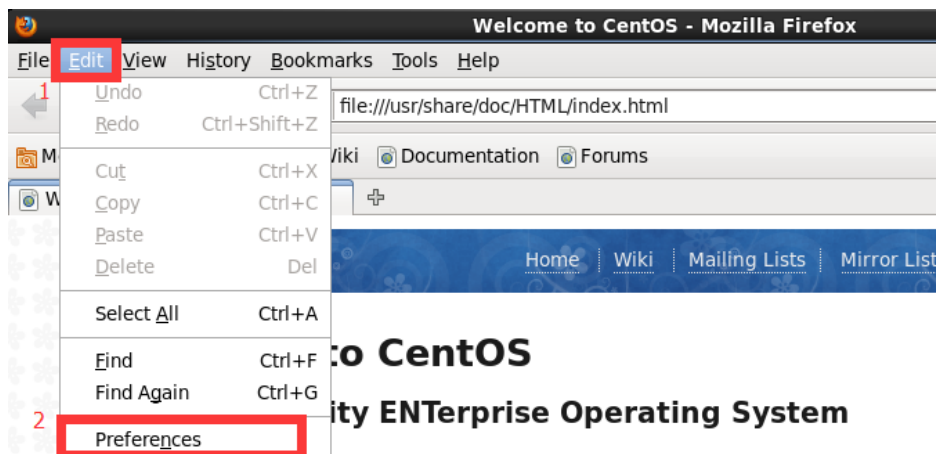 Welcome to CentOS - Mozilla Firefox
File Edit View History Bookmarks Tools Help
1
Undo Ctrl+Z
file:///usr/share/doc/HTML/index.html
Redo Ctrl+Shift+Z
Documentation Forums
Cut Ctrl+X
Copy Ctrl+C
Paste Ctrl+V
Delete Del
Home Wiki Mailing Lists Mirror List
Select All Ctrl+A
Find Ctrl+F
to CentOS
Find Again Ctrl+G
2
ity ENTerprise Operating System
Preferences